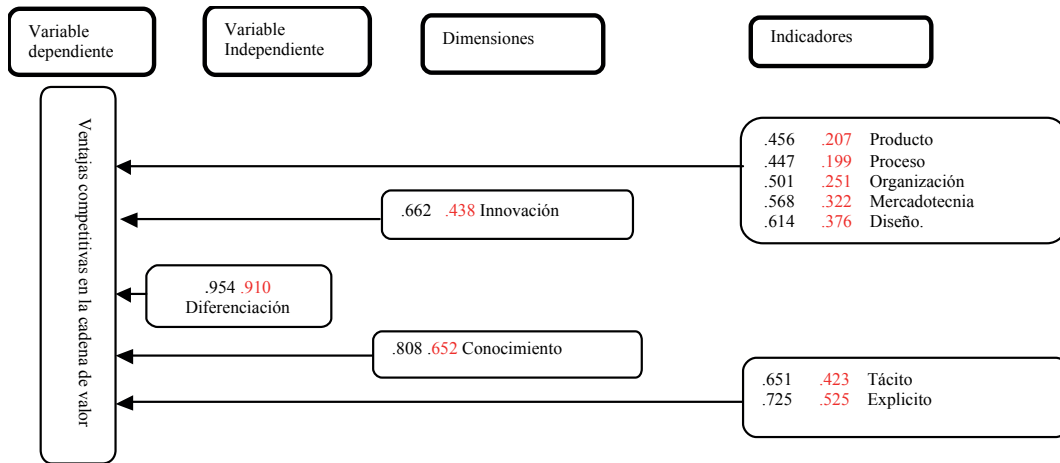 Variable
dependiente
Variable
Independiente
Dimensiones
Indicadores
Ventajas competitivas en la cadena de valor
.456 .207 Producto
.447 .199 Proceso
.501 .251 Organización
.568 .322 Mercadotecnia
.614 .376 Diseño.
.662 .438 Innovación
.954 .910
Diferenciación
.808 .652 Conocimiento
.651 .423 Tácito
.725 .525 Explicito